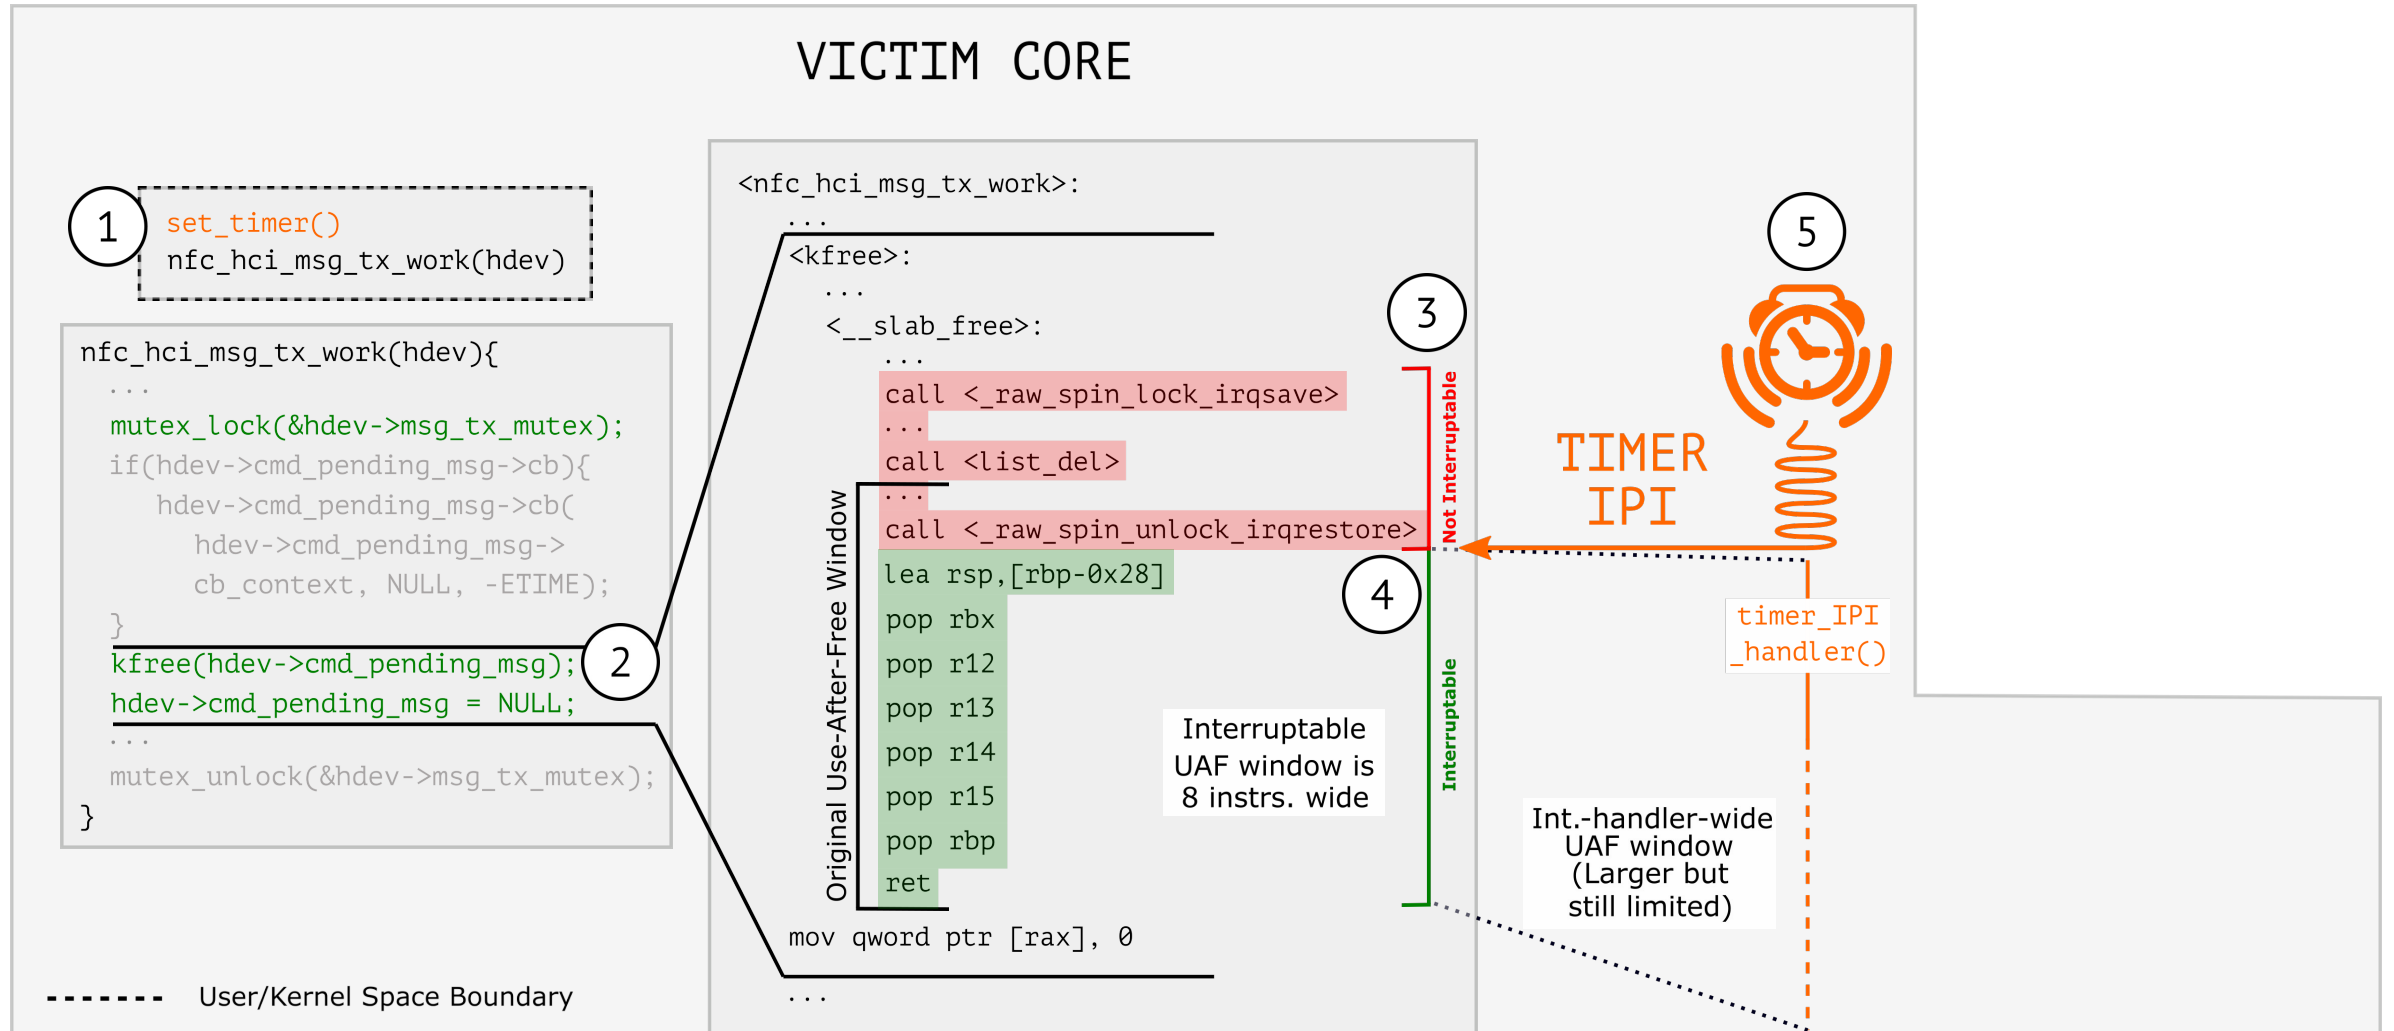 VICTIM CORE
1
set_timer()
nfc_hci_msg_tx_work(hdev)
nfc_hci_msg_tx_work(hdev){
...
mutex_lock(&hdev->msg_tx_mutex);
if(hdev->cmd_pending_msg->cb){
hdev->cmd_pending_msg->cb(
hdev->cmd_pending_msg->
cb_context, NULL, -ETIME);
}
kfree(hdev->cmd_pending_msg);
hdev->cmd_pending_msg = NULL;
...
mutex_unlock(&hdev->msg_tx_mutex);
}
2
User/Kernel Space Boundary
<nfc_hci_msg_tx_work>:
...
<kfree>:
...
<__slab_free>:
...
call <_raw_spin_lock_irqsave>
...
call <list_del>
...
call <_raw_spin_unlock_irqrestore>
lea rsp,[rbp-0x28]
pop rbx
pop r12
pop r13
pop r14
pop r15
pop rbp
ret
mov qword ptr [rax], 0
...
Original Use-After-Free Window
3
Not Interruptable
4
Interruptable
Interruptable
UAF window is
8 instrs. wide
5
TIMER
IPI
timer_IPI
_handler()
Int.-handler-wide
UAF window
(Larger but
still limited)